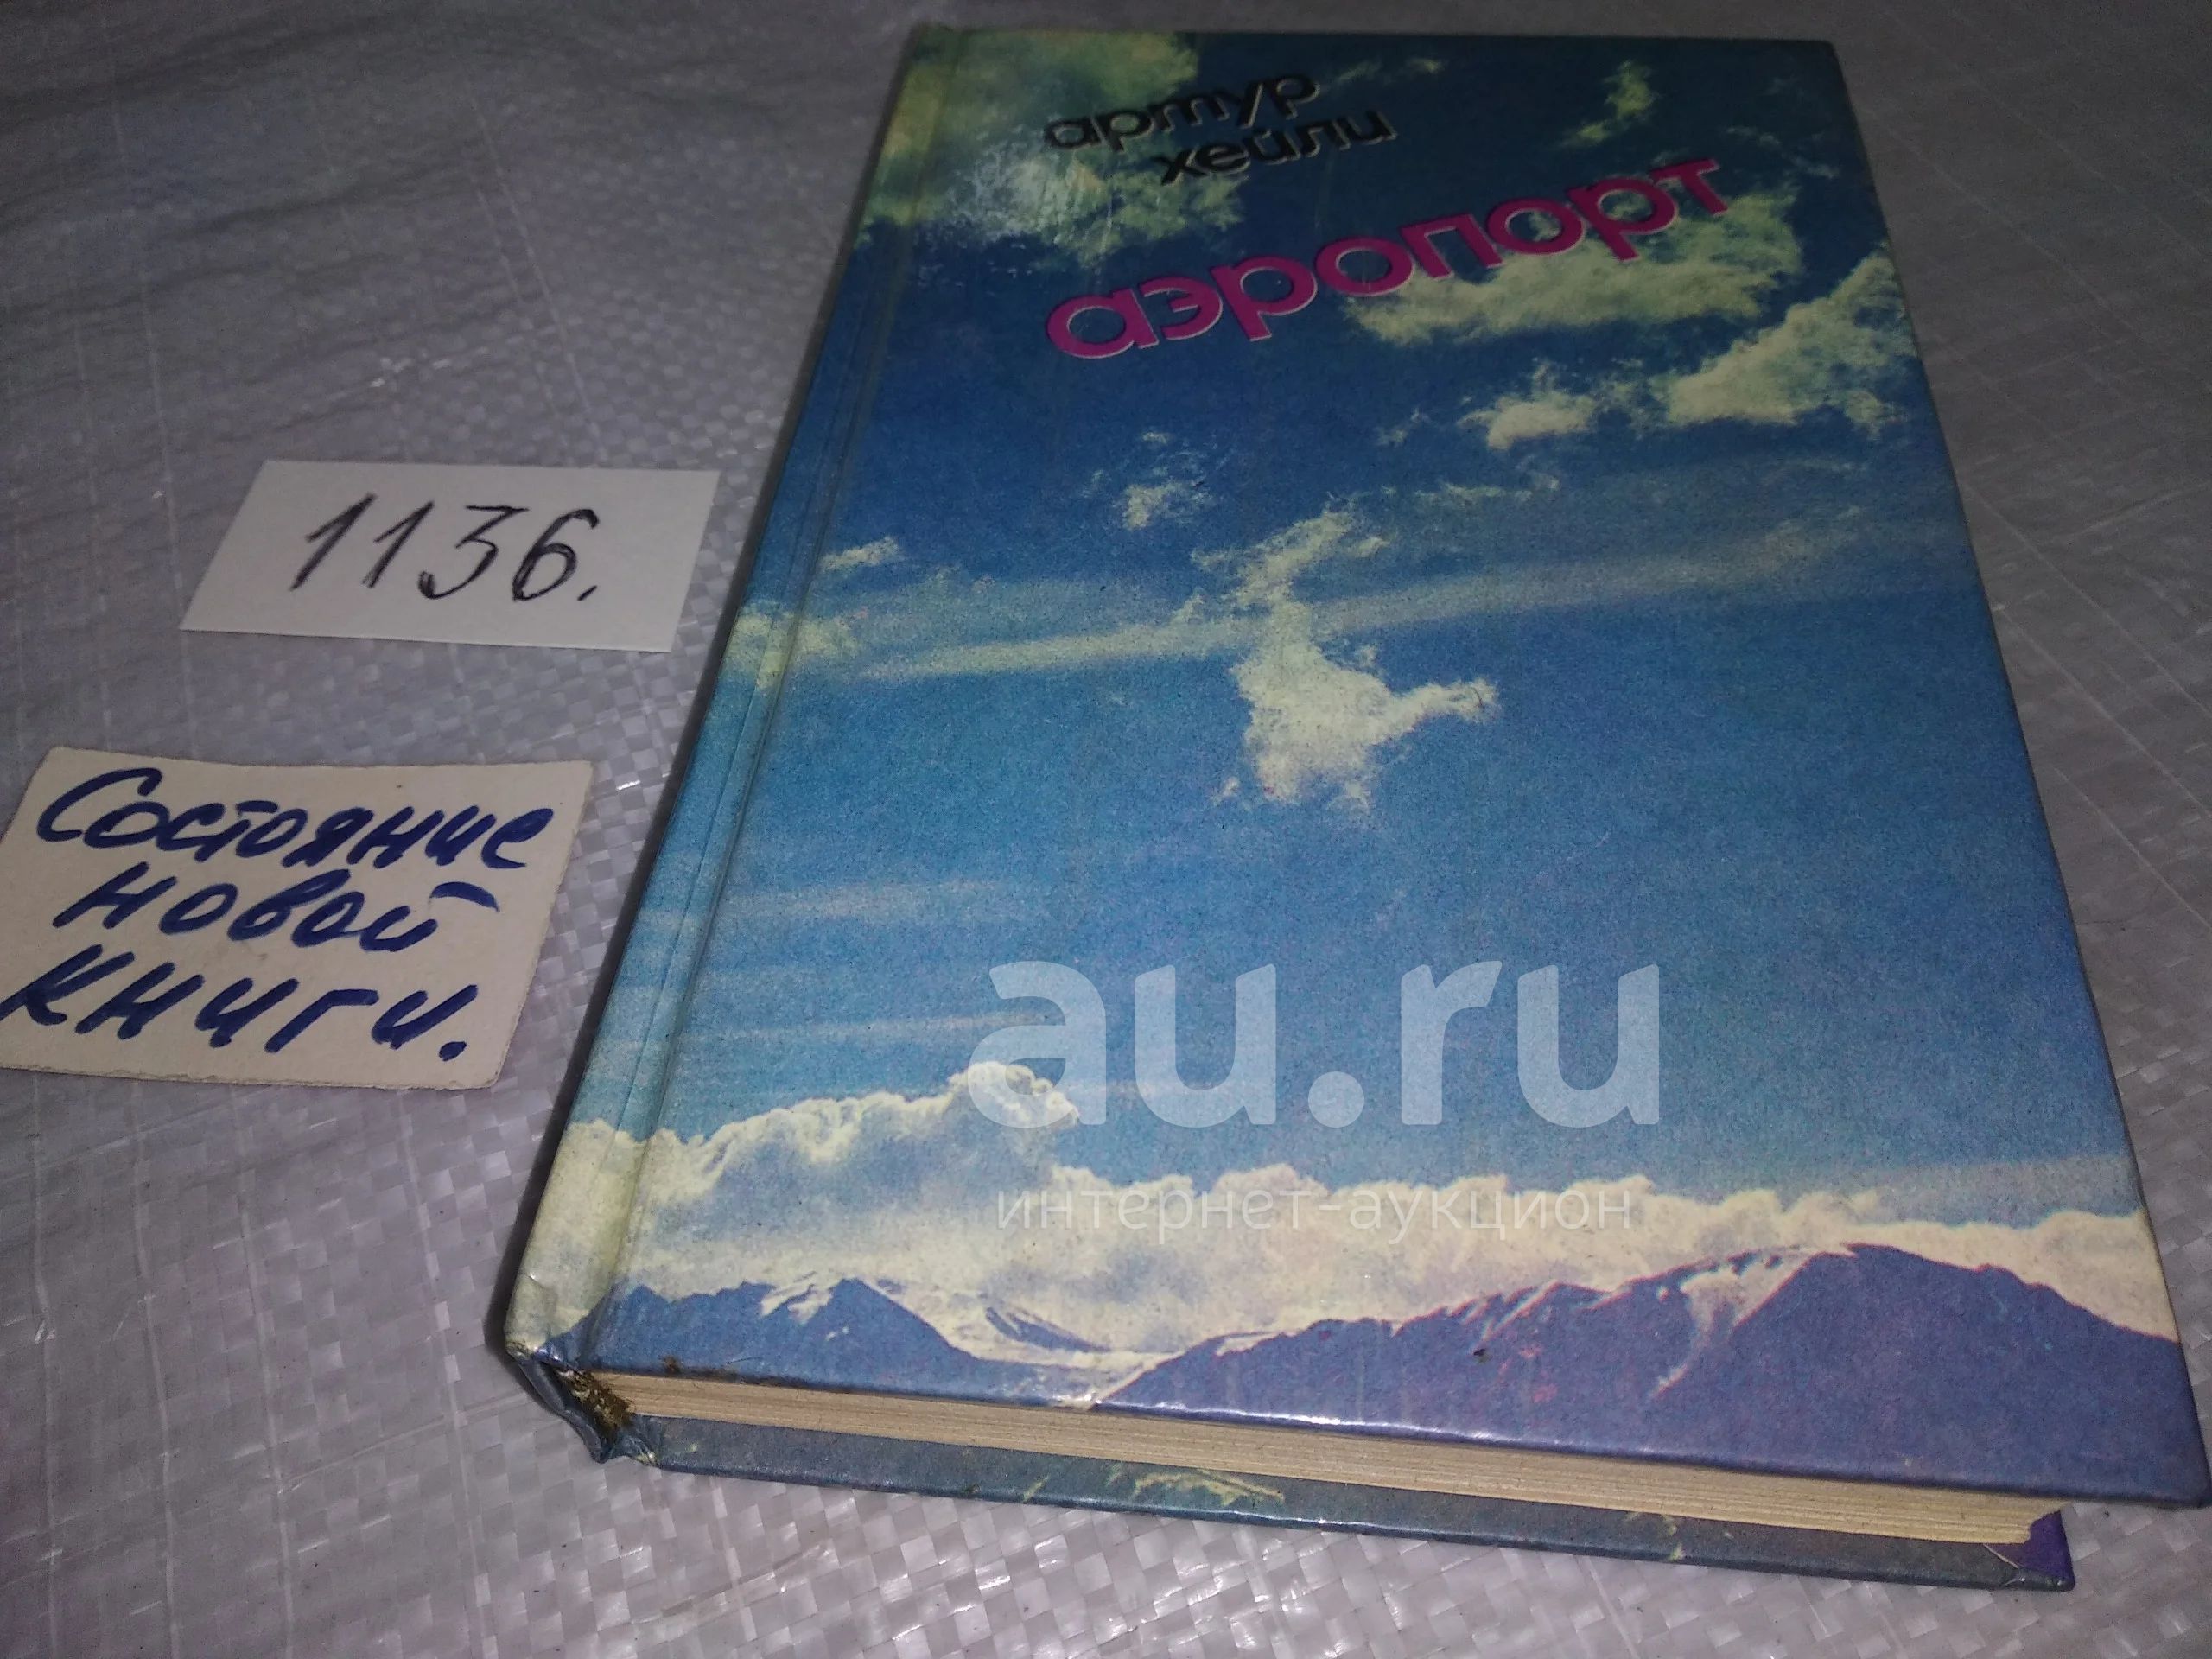 артур
хейли
аэропорт
1136.
Состояние
новой
книги.
au.ru
интернет-аукцион